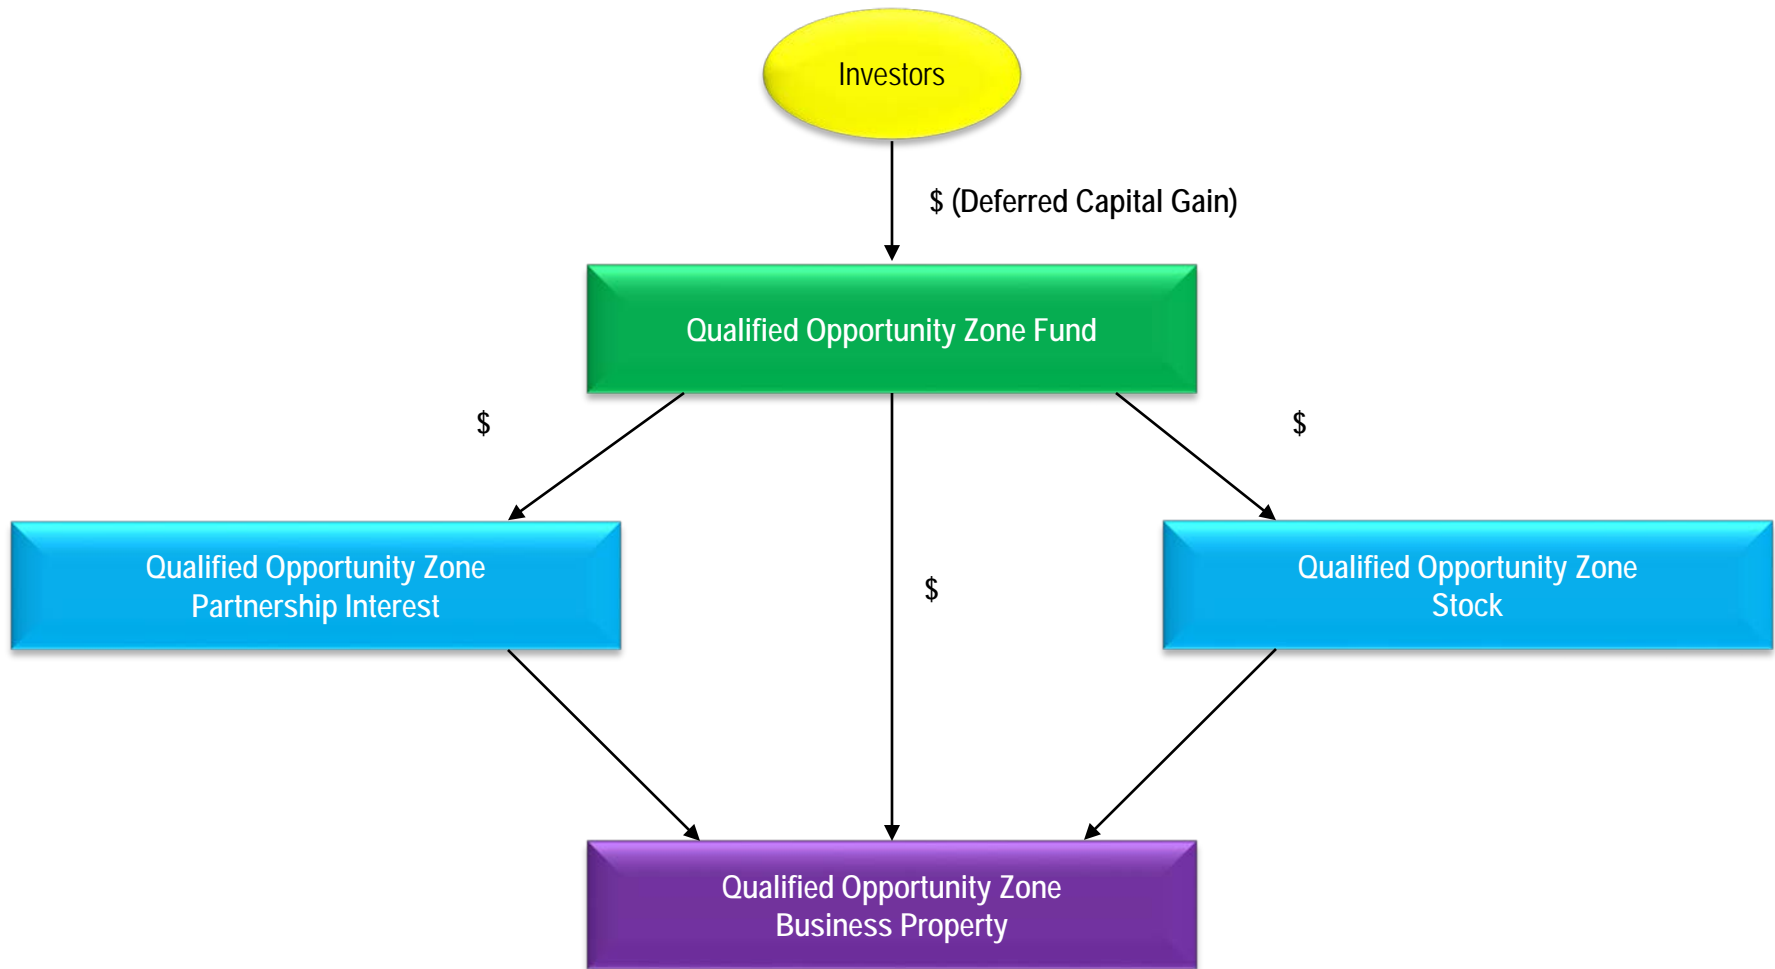 Investors
$ (Deferred Capital Gain)
Qualified Opportunity Zone Fund
$
$
Qualified Opportunity Zone
Partnership Interest
$
Qualified Opportunity Zone
Stock
Qualified Opportunity Zone
Business Property